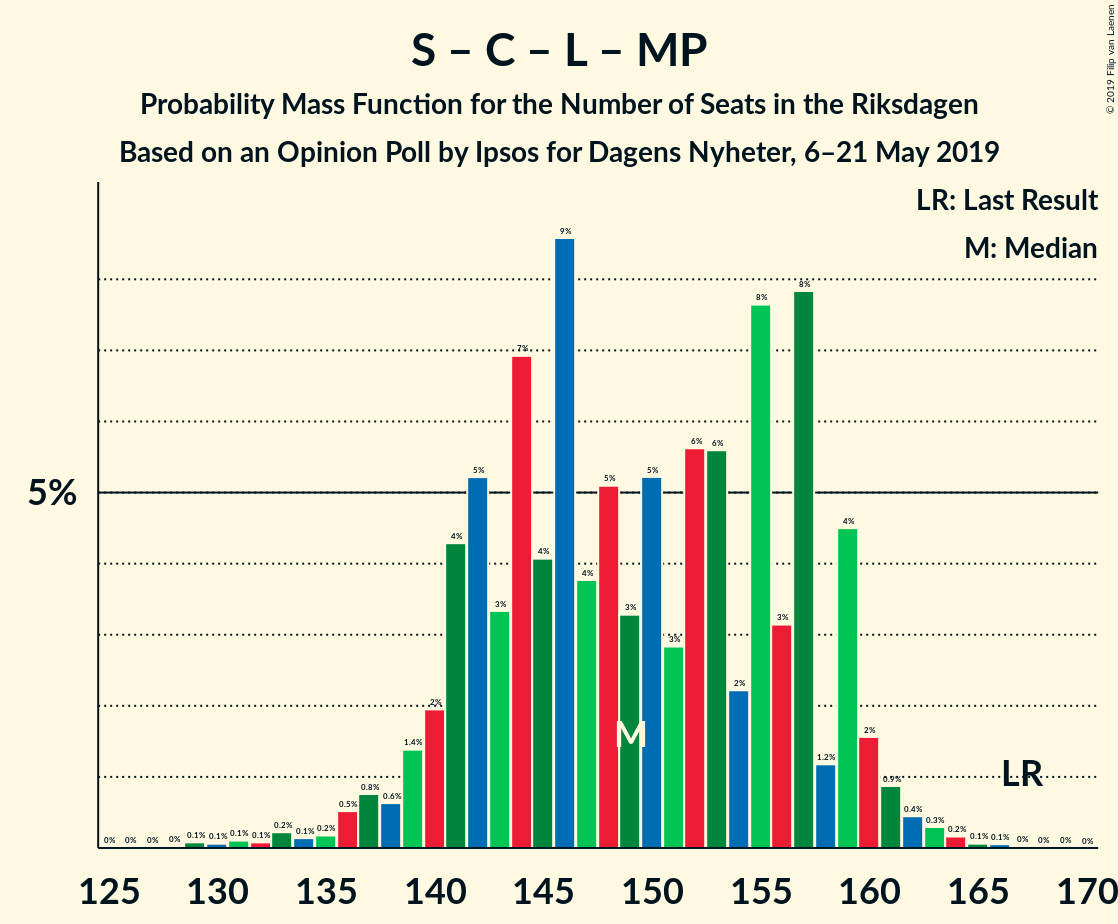 S – C – L – MP
Probability Mass Function for the Number of Seats in the Riksdagen
Based on an Opinion Poll by Ipsos for Dagens Nyheter, 6–21 May 2019
© 2019 Filip van Laenen
LR: Last Result
M: Median
5%
0% 0% 0% 0% 0.1% 0.1% 0.1% 0.1% 0.2% 0.1% 0.2% 0.5% 0.8% 0.6% 1.4% 2% 4% 5% 3% 7% 4% 9% 4% 5% 3% 5% 3% 6% 6% 2% 8% 3% 8% 1.2% 4% 2% 0.9% 0.4% 0.3% 0.2% 0.1% 0.1% 0% 0% 0% 0%
M
LR
125 130 135 140 145 150 155 160 165 170